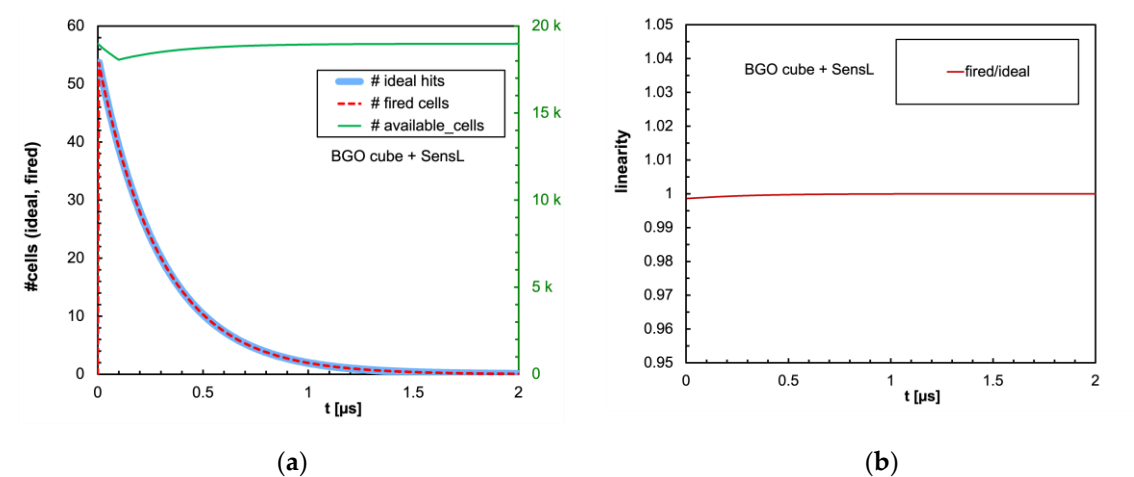 60
50
40
30
20
10
0
#cells (ideal, fired)
20 k
15 k
10 k
5 k
0
# ideal hits
# fired cells
# available_cells
BGO cube + SensL
0
0.5
1
1.5
2
t [µs]
(a)
1.05
1.04
1.03
1.02
1.01
1
0.99
0.98
0.97
0.96
0.95
linearity
BGO cube + SensL
fired/ideal
0
0.5
1
1.5
2
t [µs]
(b)